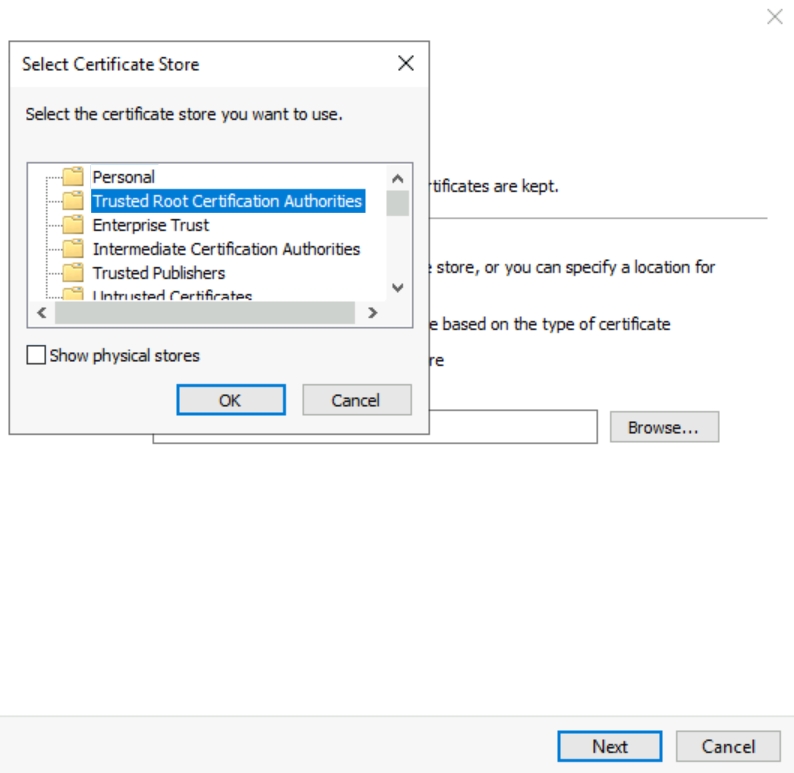 Select Certificate Store
Select the certificate store you want to use.
Personal
Trusted Root Certification Authorities
Enterprise Trust
Intermediate Certification Authorities
Trusted Publishers
Untrusted Certificates
Show physical stores
OK Cancel
rtificates are kept.
store, or you can specify a location for
e based on the type of certificate
re
Browse...
Next Cancel